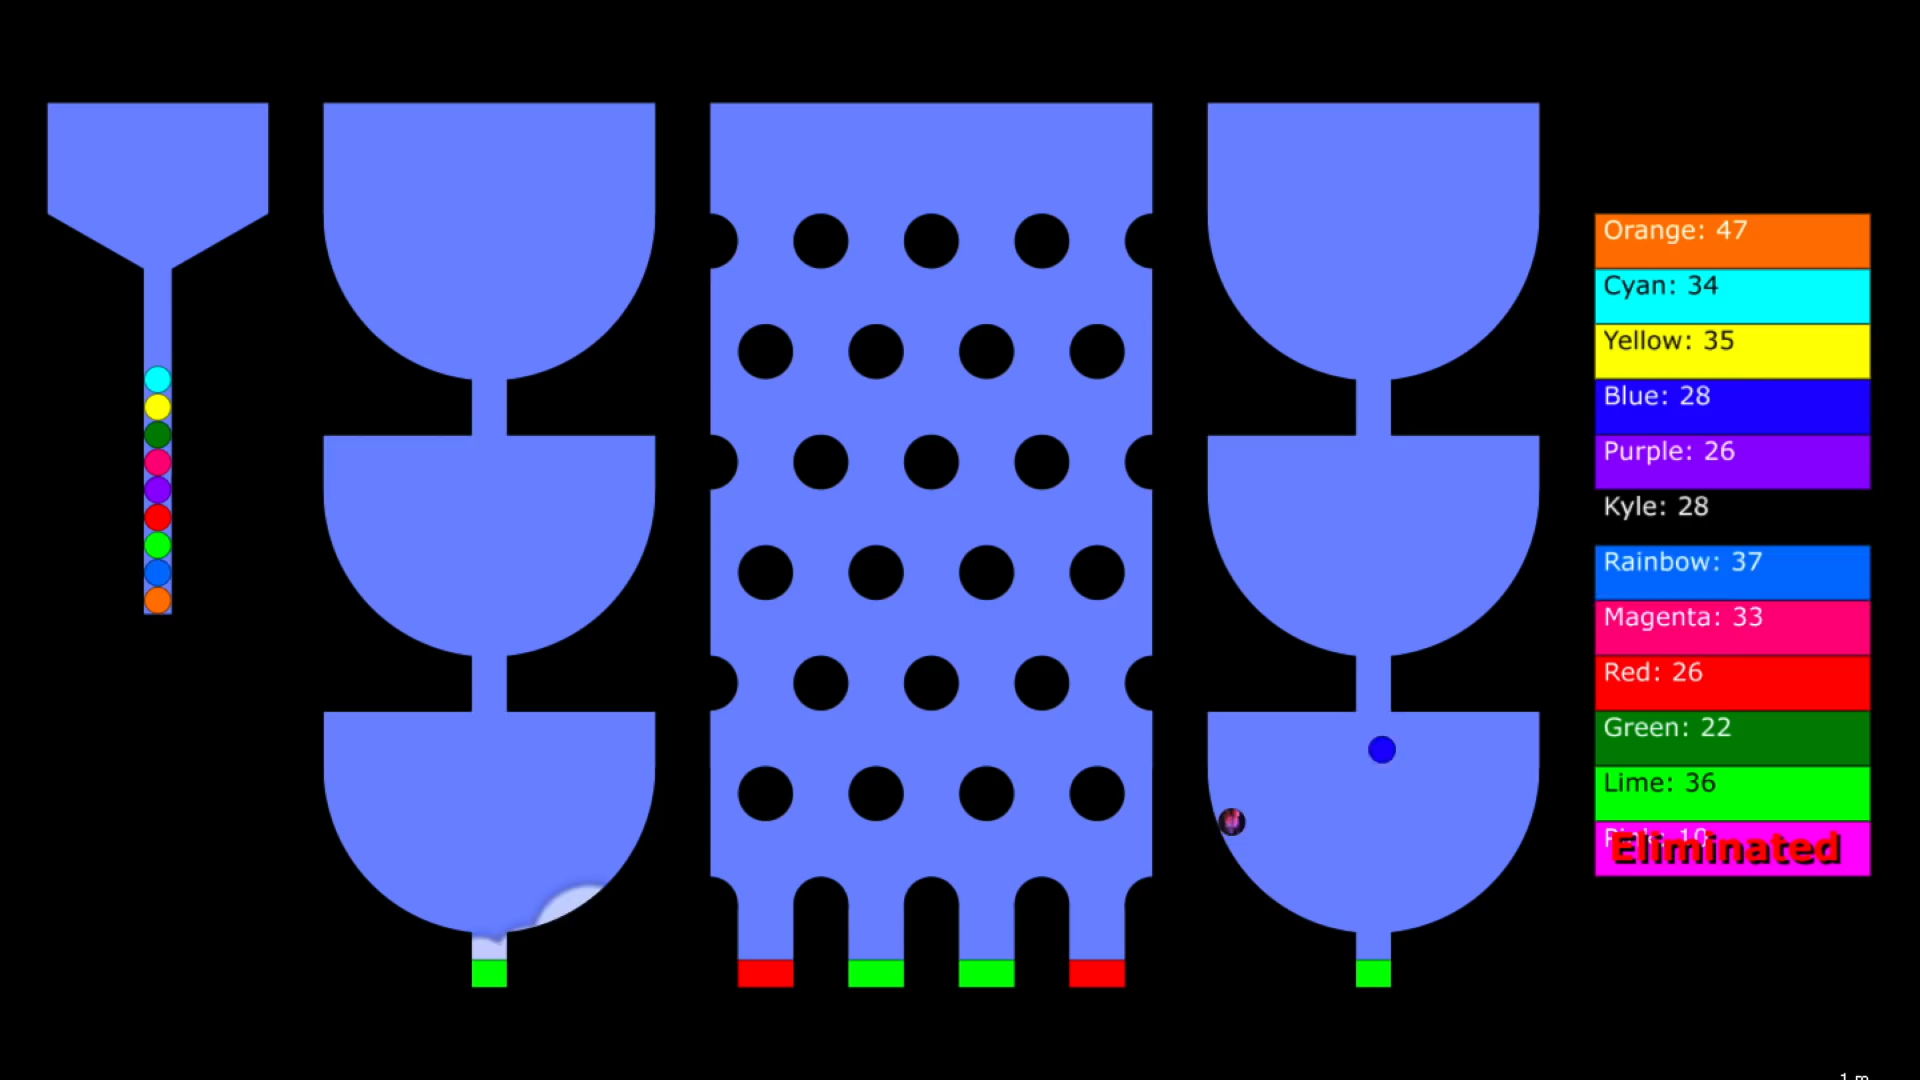 Orange: 47
Cyan: 34
Yellow: 35
Blue: 28
Purple: 26
Kyle: 28
Rainbow: 37
Magenta: 33
Red: 26
Green: 22
Lime: 36
Eliminated
1 m